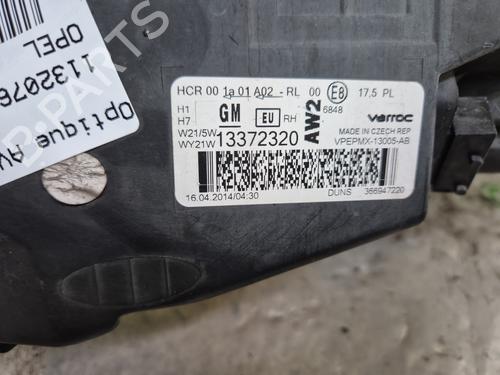 Optique AV
1132076
OPEL
B-PARTS
HCR 00 1a 01 A02 - RL 00 E8 17,5 PL
H1 GM EU RH AW2 6848 varroc
H7 MADE IN CZECH REP
W21/5W 13372320 VPEPMX-13005-AB
WY21W
16.04.2014/04:30 DUNS 366947220